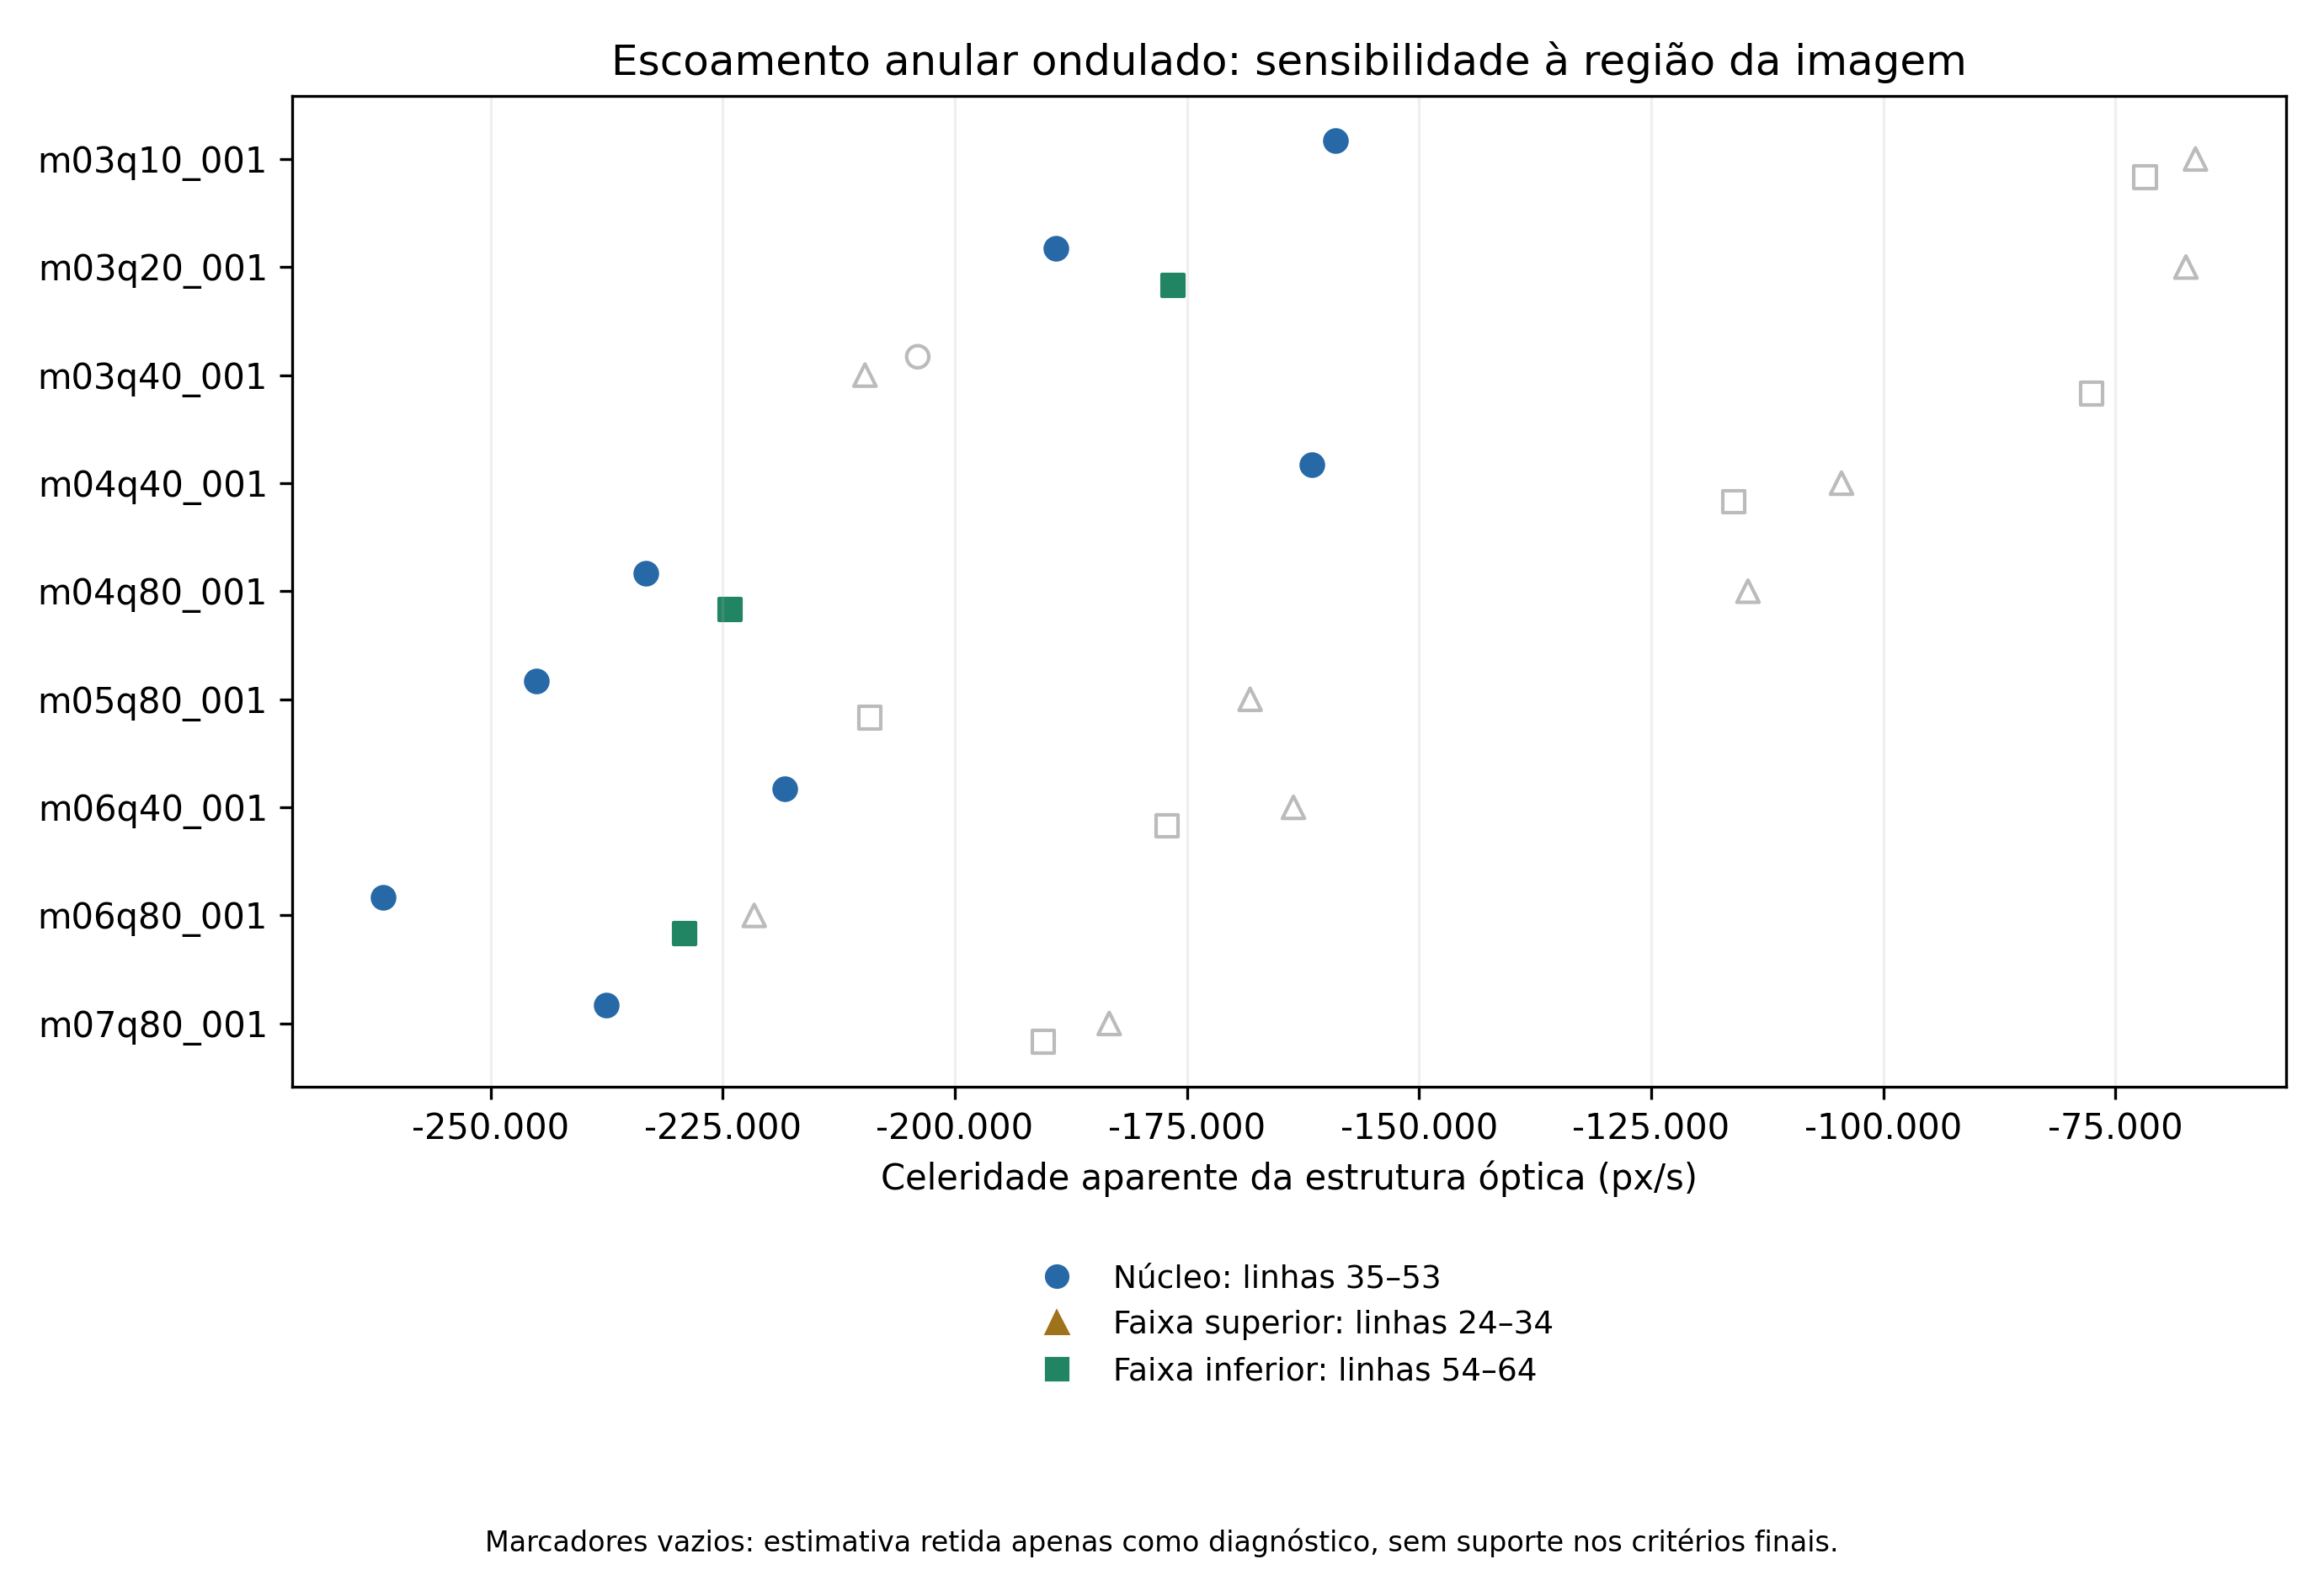 Escoamento anular ondulado: sensibilidade à região da imagem
m03q10_001
m03q20_001
m03q40_001
m04q40_001
m04q80_001
m05q80_001
m06q40_001
m06q80_001
m07q80_001
-250.000 -225.000 -200.000 -175.000 -150.000 -125.000 -100.000 -75.000
Celeridade aparente da estrutura óptica (px/s)
Núcleo: linhas 35–53
Faixa superior: linhas 24–34
Faixa inferior: linhas 54–64
Marcadores vazios: estimativa retida apenas como diagnóstico, sem suporte nos critérios finais.